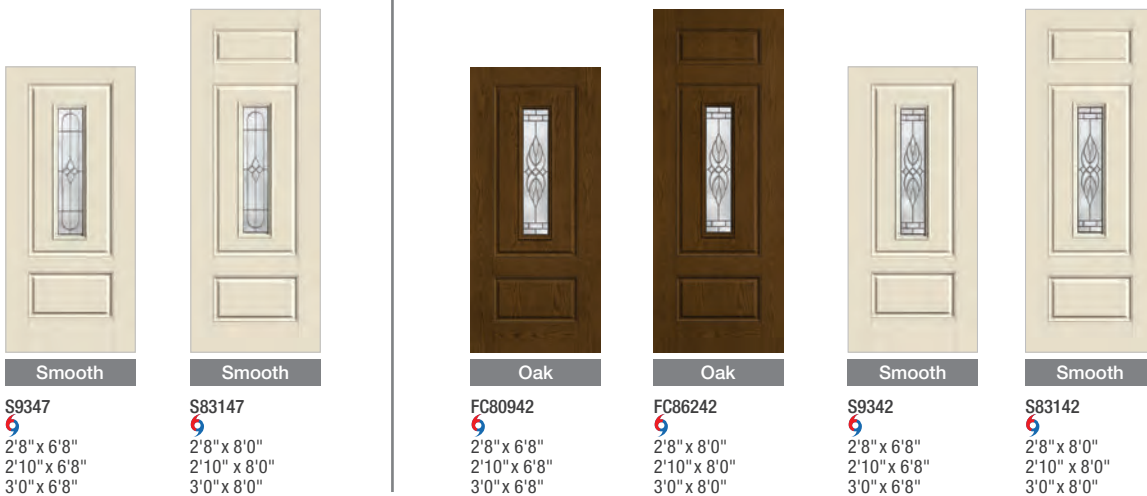 Smooth
S9347
2'8" x 6'8"
2'10" x 6'8"
3'0" x 6'8"
Smooth
S83147
2'8" x 8'0"
2'10" x 8'0"
3'0" x 8'0"
Oak
FC80942
2'8" x 6'8"
2'10" x 6'8"
3'0" x 6'8"
Oak
FC86242
2'8" x 8'0"
2'10" x 8'0"
3'0" x 8'0"
Smooth
S9342
2'8" x 6'8"
2'10" x 6'8"
3'0" x 6'8"
Smooth
S83142
2'8" x 8'0"
2'10" x 8'0"
3'0" x 8'0"